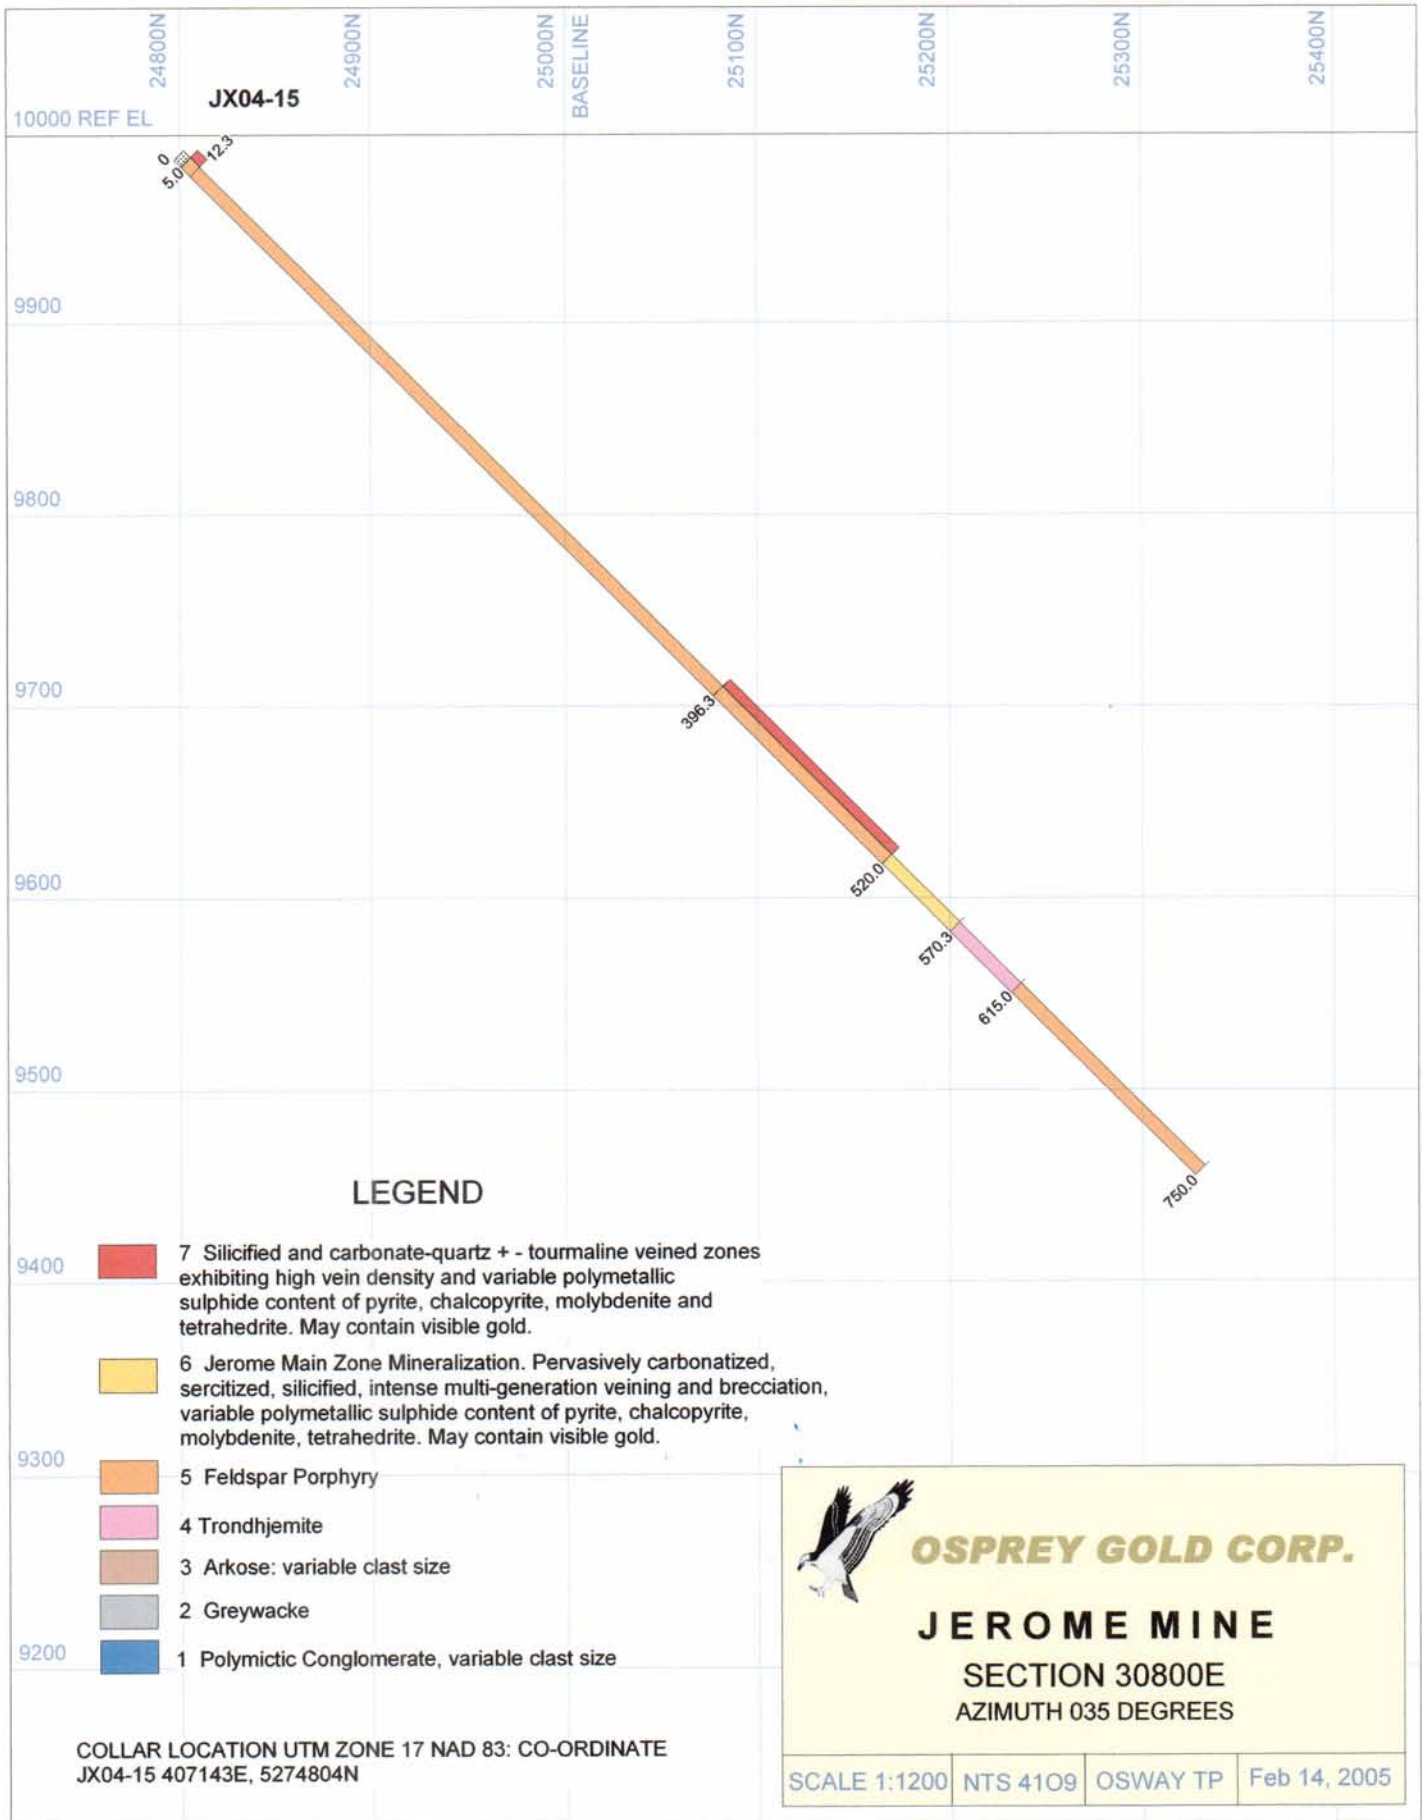 24800N
24900N
25000N
BASELINE
25100N
25200N
25300N
25400N
JX04-15
10000 REF EL
0
12.3
5.0
9900
9800
9700
396.3
9600
520.0
570.3
615.0
9500
750.0
LEGEND
9400
7 Silicified and carbonate-quartz + - tourmaline veined zones
exhibiting high vein density and variable polymetallic
sulphide content of pyrite, chalcopyrite, molybdenite and
tetrahedrite. May contain visible gold.
6 Jerome Main Zone Mineralization. Pervasively carbonatized,
sercitized, silicified, intense multi-generation veining and brecciation,
variable polymetallic sulphide content of pyrite, chalcopyrite,
molybdenite, tetrahedrite. May contain visible gold.
9300
5 Feldspar Porphyry
4 Trondhjemite
3 Arkose: variable clast size
2 Greywacke
9200
1 Polymictic Conglomerate, variable clast size
OSPREY GOLD CORP.
JEROME MINE
SECTION 30800E
AZIMUTH 035 DEGREES
COLLAR LOCATION UTM ZONE 17 NAD 83: CO-ORDINATE
JX04-15 407143E, 5274804N
SCALE 1:1200
NTS 41O9
OSWAY TP
Feb 14, 2005